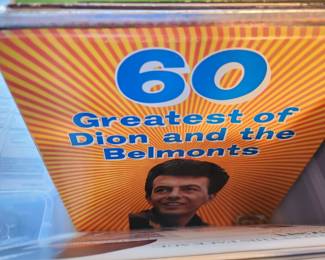 60
Greatest of
Dion and the
Belmonts